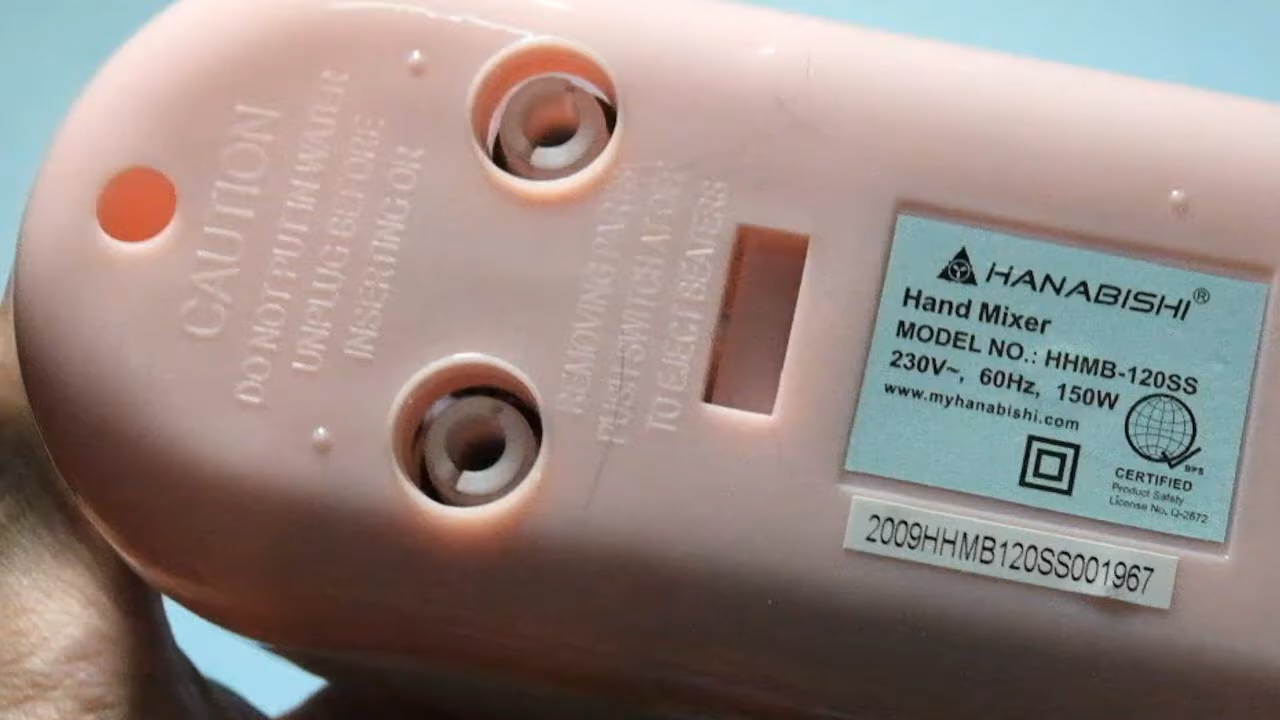 CAUTION
DO NOT PUT IN WATER
UNPLUG BEFORE
INSERTING OR
REMOVING PARTS
PUSH SWITCH
TO EJECT BEATERS
HANABISHI®
Hand Mixer
MODEL NO.: HHMB-120SS
230V~, 60Hz, 150W
www.myhanabishi.com
BPS
CERTIFIED
Product Safety
License No. Q-2672
2009HHMB120SS001967